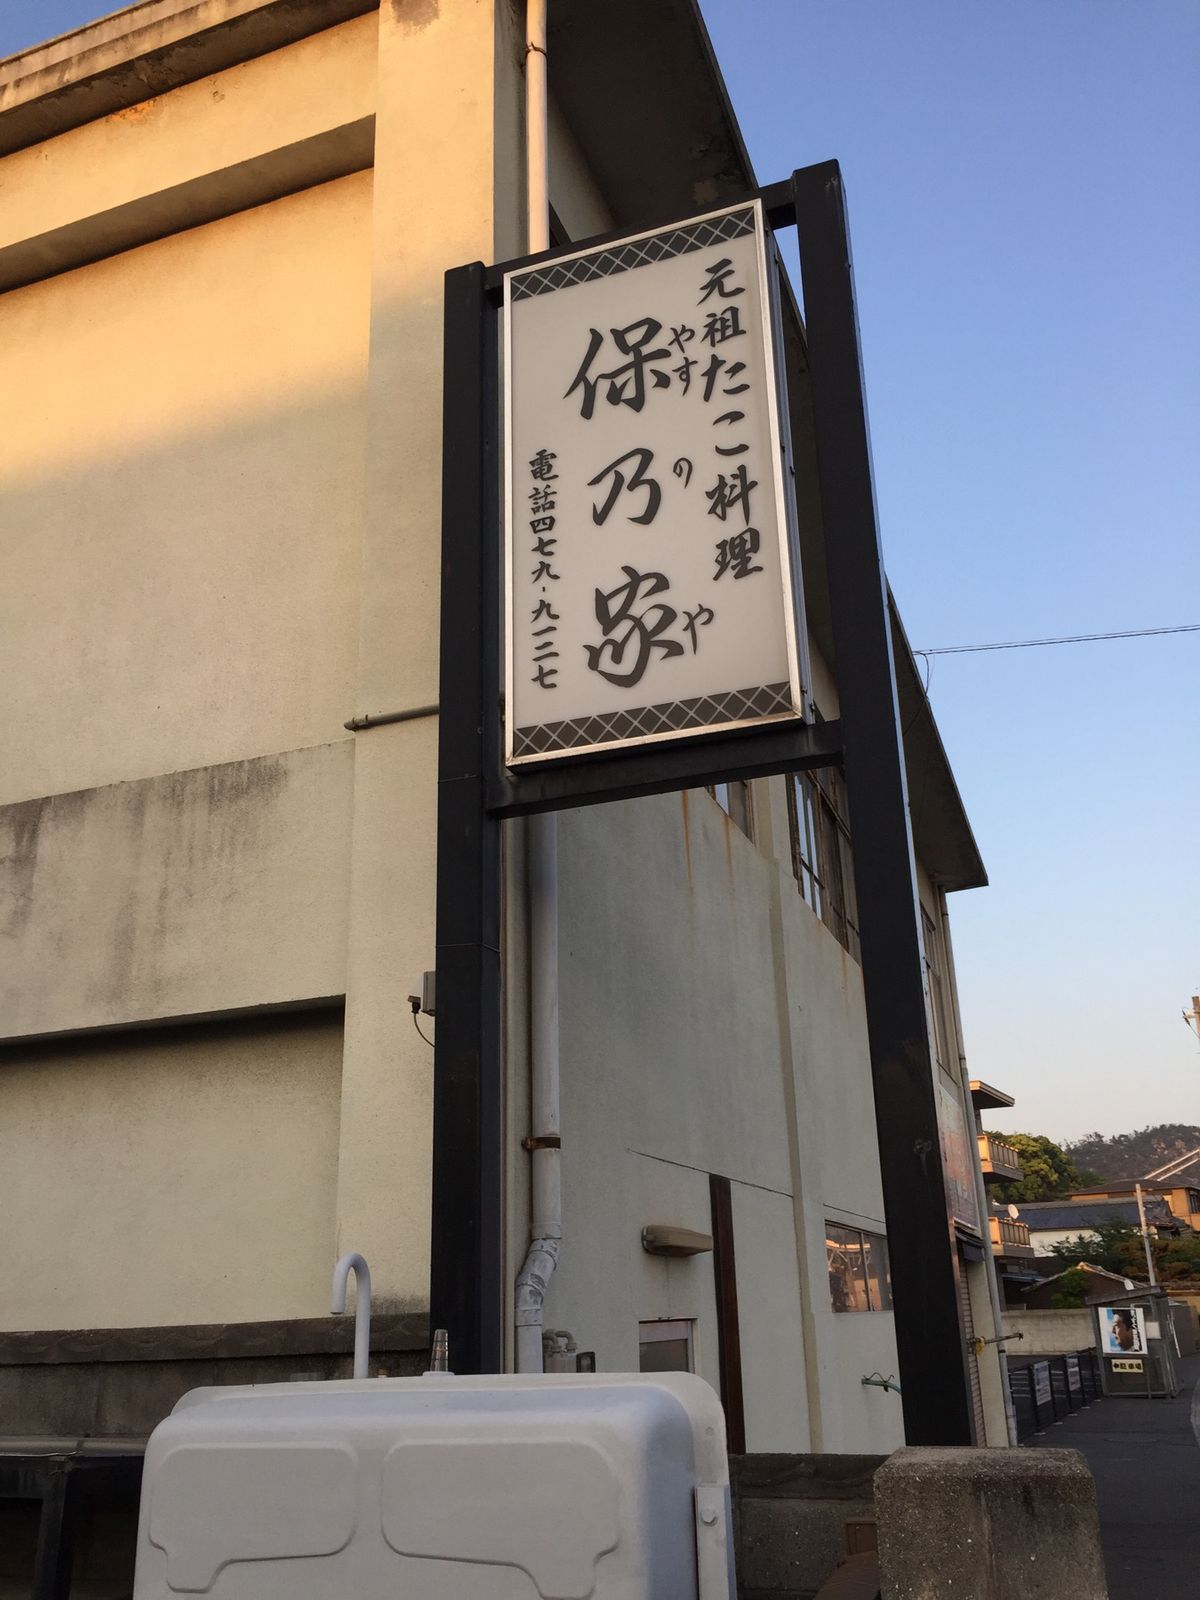 元祖たこ料理
やすのや
保乃家
電話四七九-九一二七